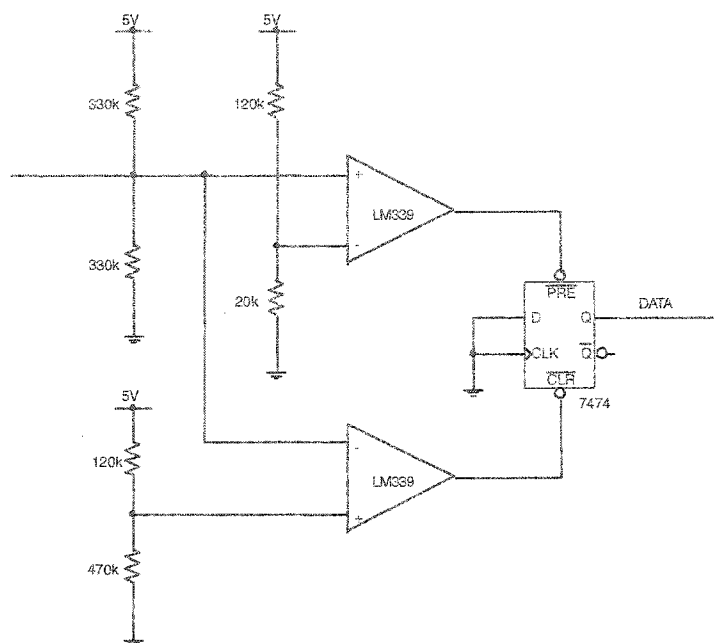 5V
5V
330k
120k
+
LM339
-
330k
20k
PRE
D
Q
DATA
CLK
Q
CLR
7474
5V
120k
-
LM339
+
470k